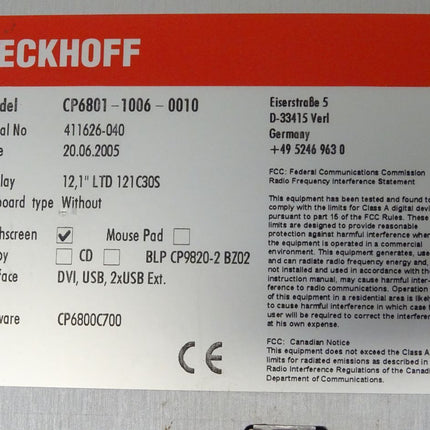 ECKHOFF
del CP6801-1006-0010
al No 411626-040
e 20.06.2005
lay 12,1" LTD 121C30S
board type Without
chscreen Mouse Pad
py CD BLP CP9820-2 BZ02
rface DVI, USB, 2xUSB Ext.
ware CP6800C700
CE
Eiserstraße 5
D-33415 Verl
Germany
+49 5246 963 0
FCC: Federal Communications Commission
Radio Frequency Interference Statement
This equipment has been tested and found to
comply with the limits for Class A digital devic
pursuant to part 15 of the FCC Rules. These
limits are designed to provide reasonable
protection against harmful interference when
the equipment is operated in a commercial
environment. This equipment generates, uses
and can radiate radio frequency energy and, if
not installed and used in accordance with the
instruction manual, may cause harmful interf-
ference to radio communications. Operation
of this equipment in a residential area is likely
to cause harmful interference in which case t
user will be required to correct the interferen
at his own expense.
FCC: Canadian Notice
This equipment does not exceed the Class A
limits for radiated emissions as described in
Radio Interference Regulations of the Canadi
Department of Communications.